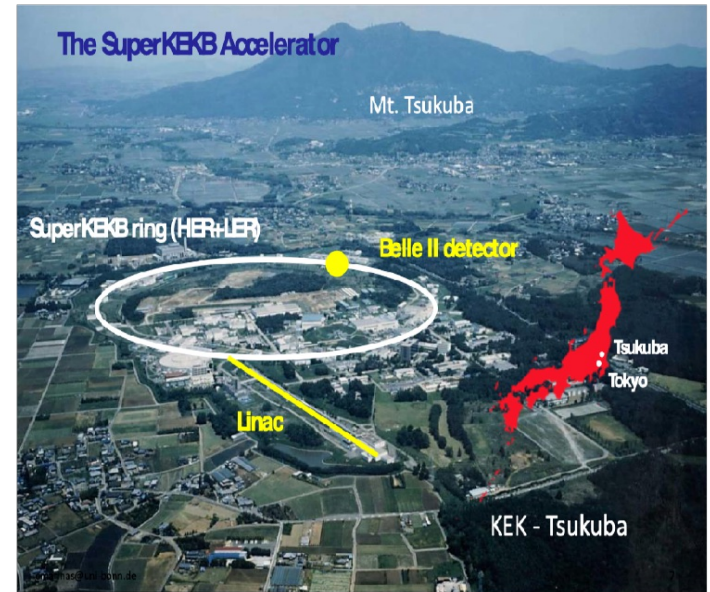 The SuperKEKB Accelerator
Mt. Tsukuba
SuperKEKB ring (HER+LER)
Belle II detector
Tsukuba
Tokyo
Linac
KEK - Tsukuba